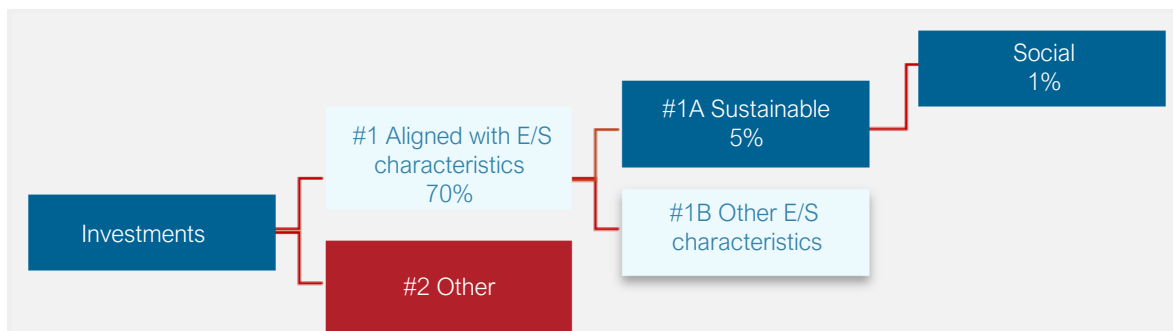 Social
1%
#1A Sustainable
5%
#1 Aligned with E/S
characteristics
70%
#1B Other E/S
characteristics
Investments
#2 Other